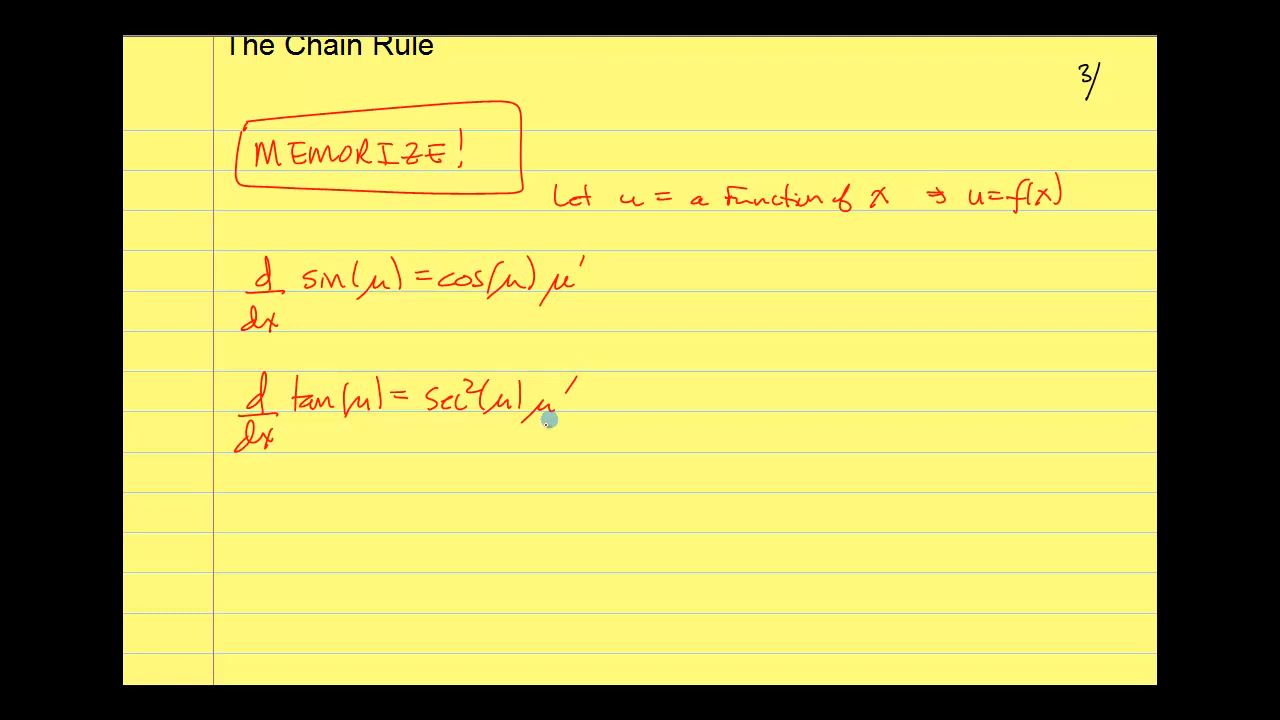 The Chain Rule
3/
MEMORIZE!
Let u = a Function of x ⇒ u=f(x)
d/dx sin(μ) = cos(μ) μ'
d/dx tan(μ) = sec²(μ) μ'